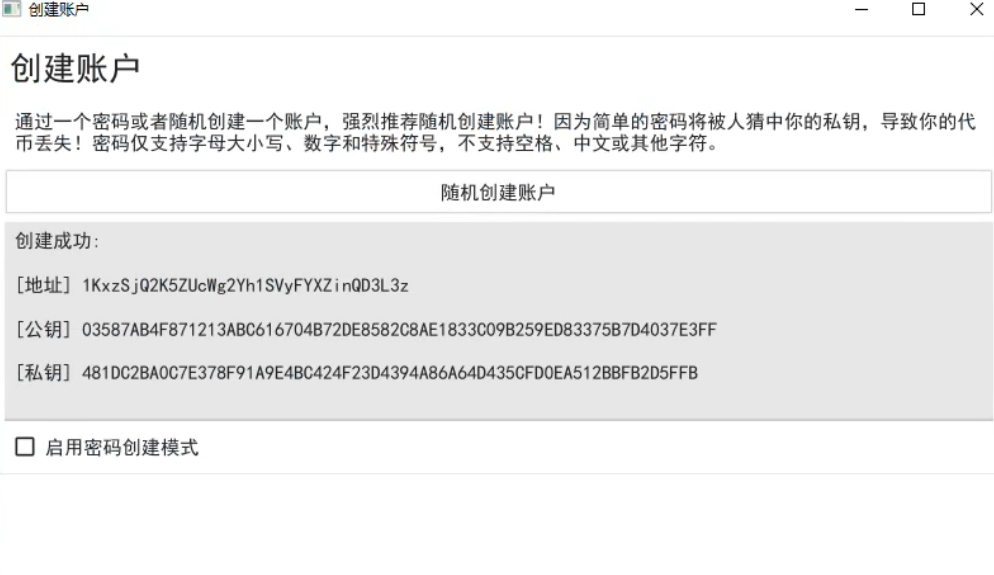 创建账户
创建账户
通过一个密码或者随机创建一个账户，强烈推荐随机创建账户！因为简单的密码将被人猜中你的私钥，导致你的代
币丢失！密码仅支持字母大小写、数字和特殊符号，不支持空格、中文或其他字符。
随机创建账户
创建成功:
[地址] 1KxzSjQ2K5ZUcWg2Yh1SVyFYXZinQD3L3z
[公钥] 03587AB4F871213ABC616704B72DE8582C8AE1833C09B259ED83375B7D4037E3FF
[私钥] 481DC2BA0C7E378F91A9E4BC424F23D4394A86A64D435CFD0EA512BBFB2D5FFB
启用密码创建模式